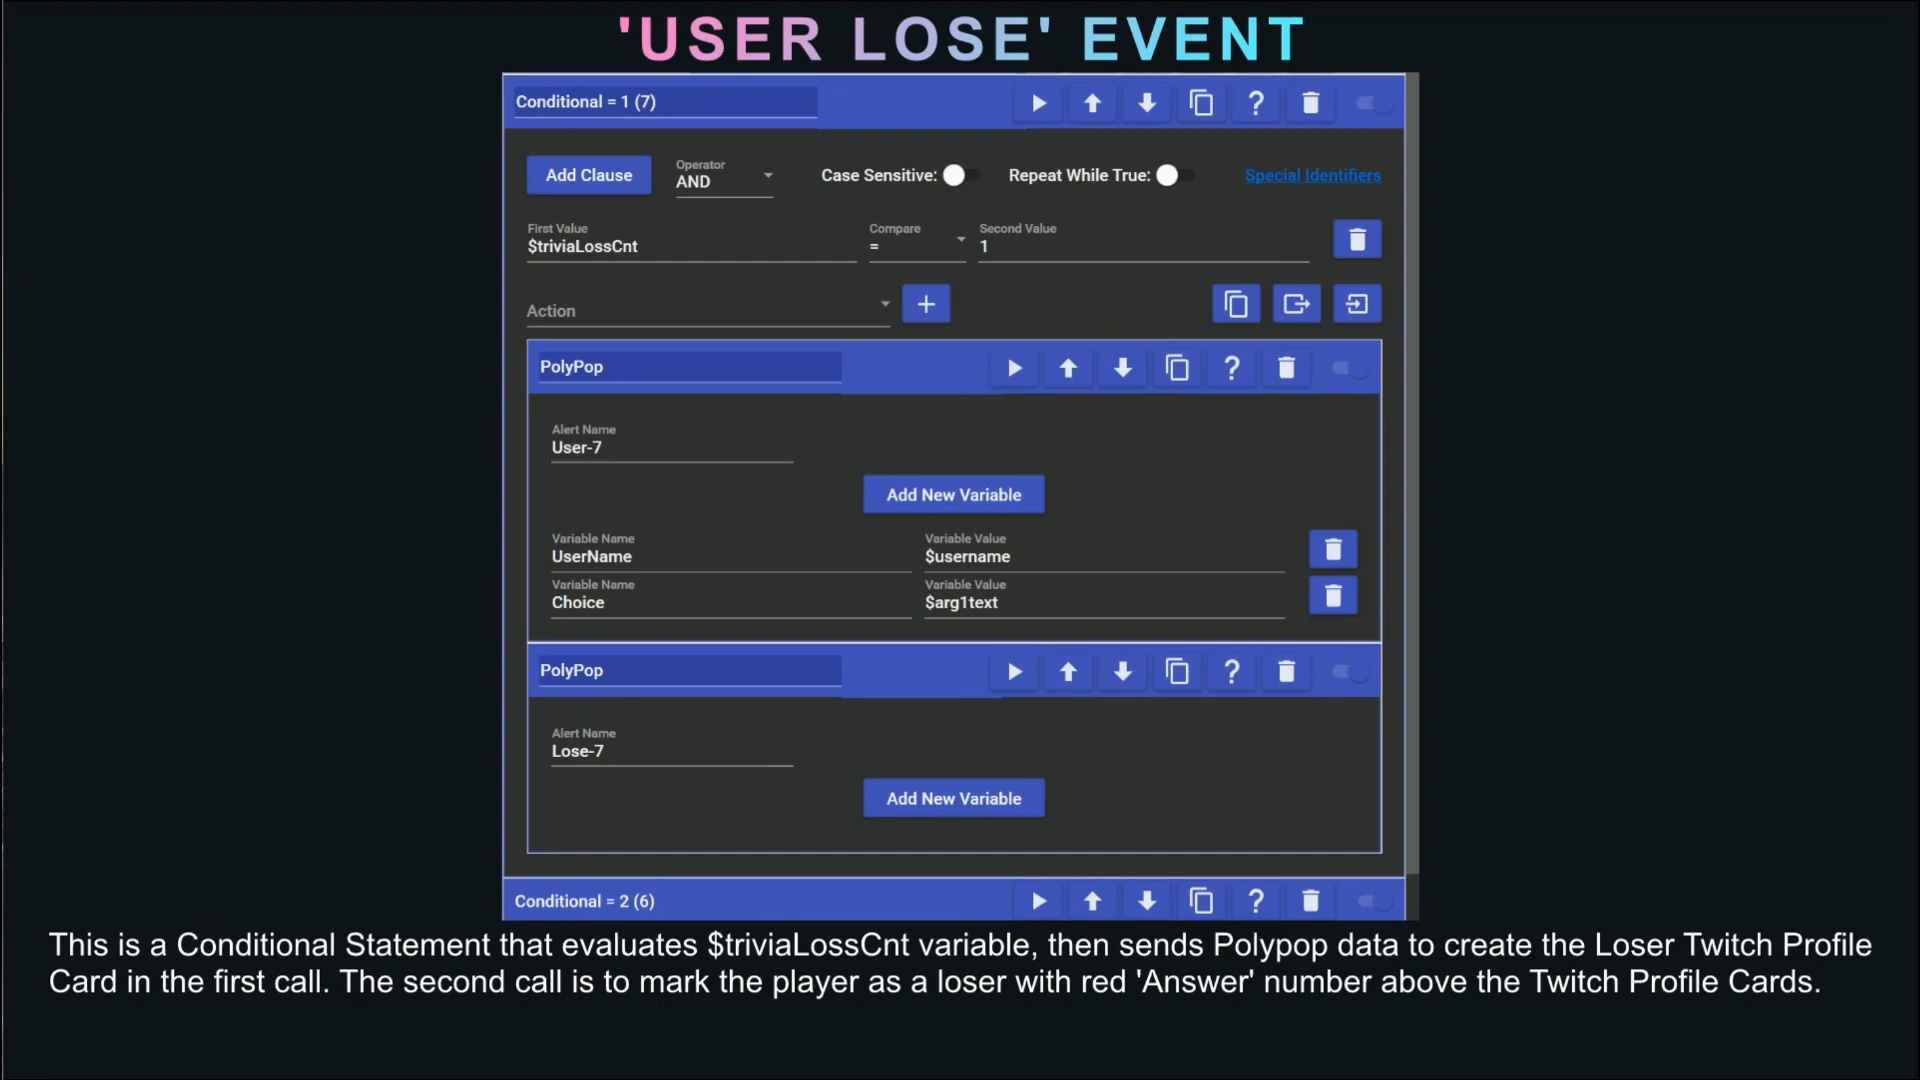 'USER LOSE' EVENT
Conditional = 1 (7)
Add Clause
Operator
AND
Case Sensitive:
Repeat While True:
Special Identifiers
First Value
$triviaLossCnt
Compare
=
Second Value
1
Action
PolyPop
Alert Name
User-7
Add New Variable
Variable Name
UserName
Variable Value
$username
Variable Name
Choice
Variable Value
$arg1text
PolyPop
Alert Name
Lose-7
Add New Variable
Conditional = 2 (6)
This is a Conditional Statement that evaluates $triviaLossCnt variable, then sends Polypop data to create the Loser Twitch Profile
Card in the first call. The second call is to mark the player as a loser with red 'Answer' number above the Twitch Profile Cards.